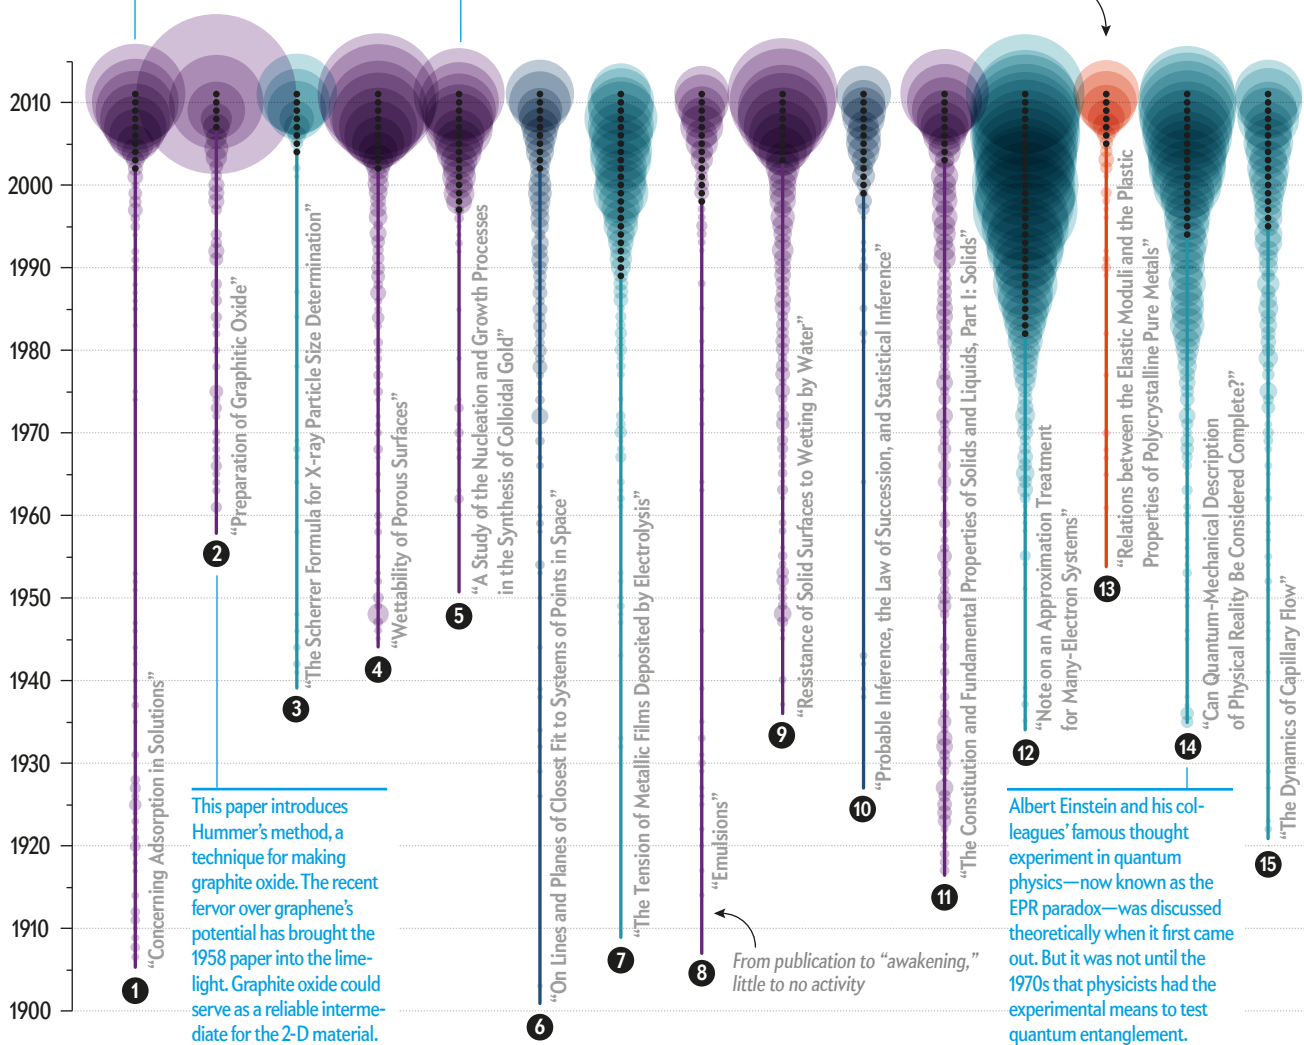 2010
2000
1990
1980
1970
1960
1950
1940
1930
1920
1910
1900
“Concerning Adsorption in Solutions”
1
“Preparation of Graphitic Oxide”
2
This paper introduces
Hummer’s method, a
technique for making
graphite oxide. The recent
fervor over graphene’s
potential has brought the
1958 paper into the lime-
light. Graphite oxide could
serve as a reliable interme-
diate for the 2-D material.
“The Scherrer Formula for X-ray Particle Size Determination”
3
“Wettability of Porous Surfaces”
4
“A Study of the Nucleation and Growth Processes
in the Synthesis of Colloidal Gold”
5
“On Lines and Planes of Closest Fit to Systems of Points in Space”
6
“The Tension of Metallic Films Deposited by Electrolysis”
7
“Emulsions”
8
From publication to “awakening,”
little to no activity
“Resistance of Solid Surfaces to Wetting by Water”
9
“Probable Inference, the Law of Succession, and Statistical Inference”
10
“The Constitution and Fundamental Properties of Solids and Liquids, Part I: Solids”
11
“Note on an Approximation Treatment
for Many-Electron Systems”
12
“Relations between the Elastic Moduli and the Plastic
Properties of Polycrystalline Pure Metals”
13
“Can Quantum-Mechanical Description
of Physical Reality Be Considered Complete?”
14
Albert Einstein and his col-
leagues’ famous thought
experiment in quantum
physics—now known as the
EPR paradox—was discussed
theoretically when it first came
out. But it was not until the
1970s that physicists had the
experimental means to test
quantum entanglement.
“The Dynamics of Capillary Flow”
15